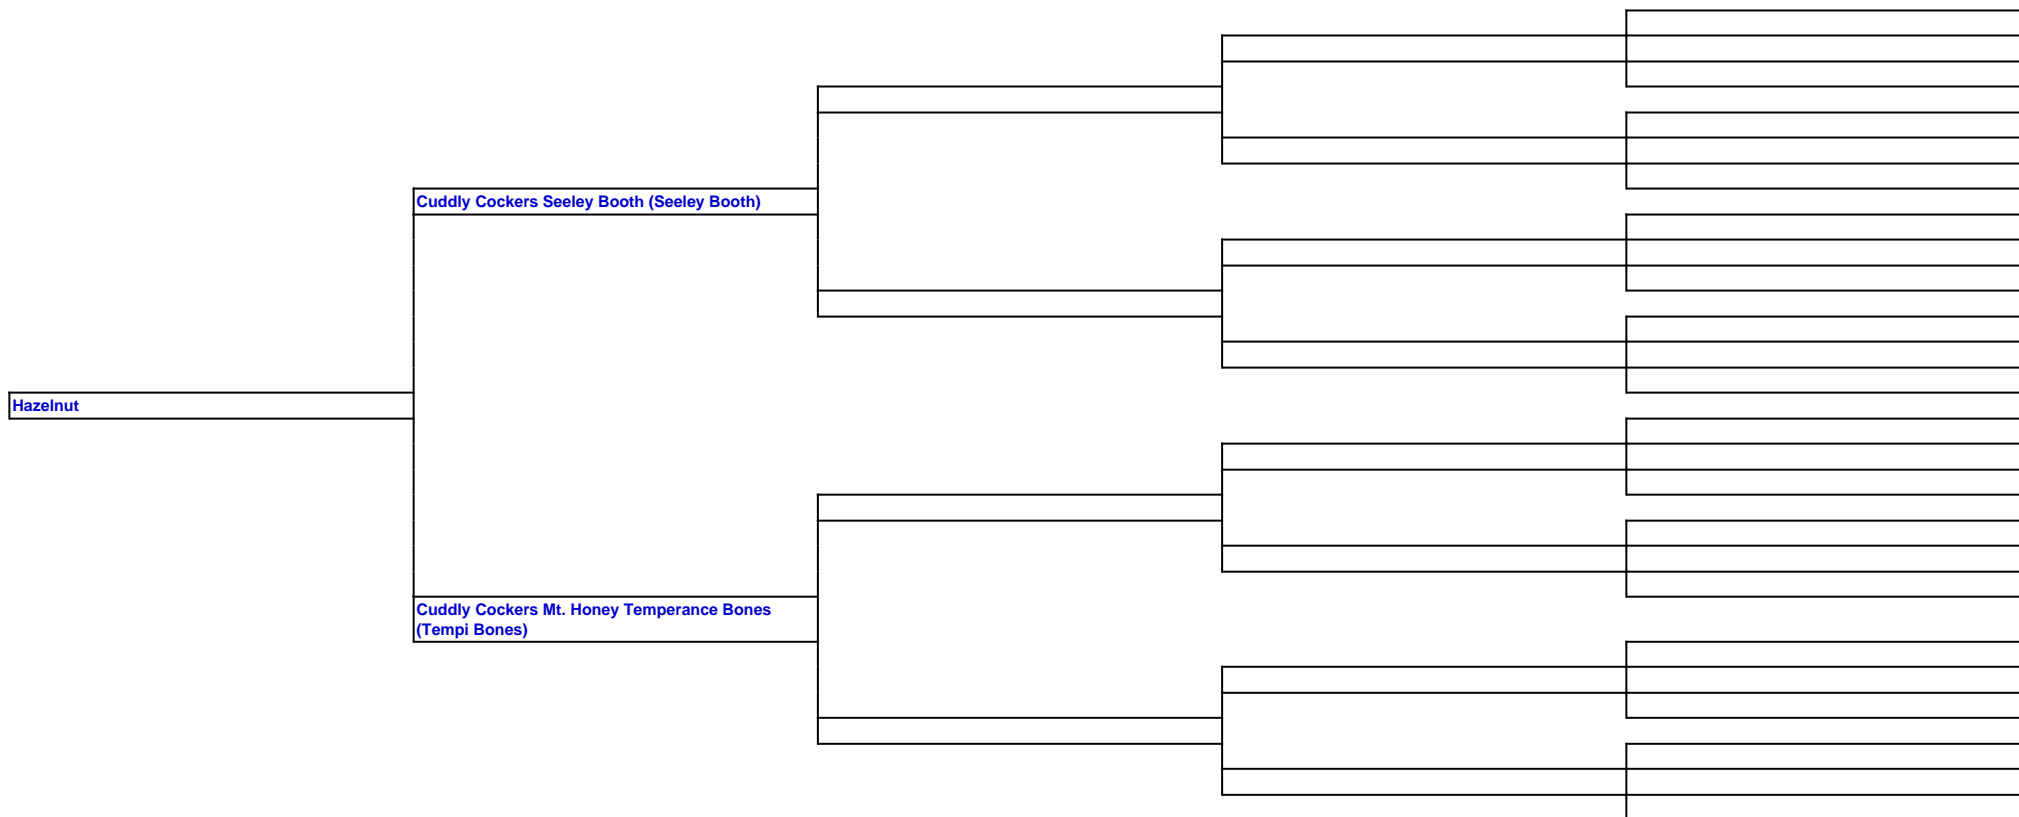 Cuddly Cockers Seeley Booth (Seeley Booth)
Hazelnut
Cuddly Cockers Mt. Honey Temperance Bones
(Tempi Bones)